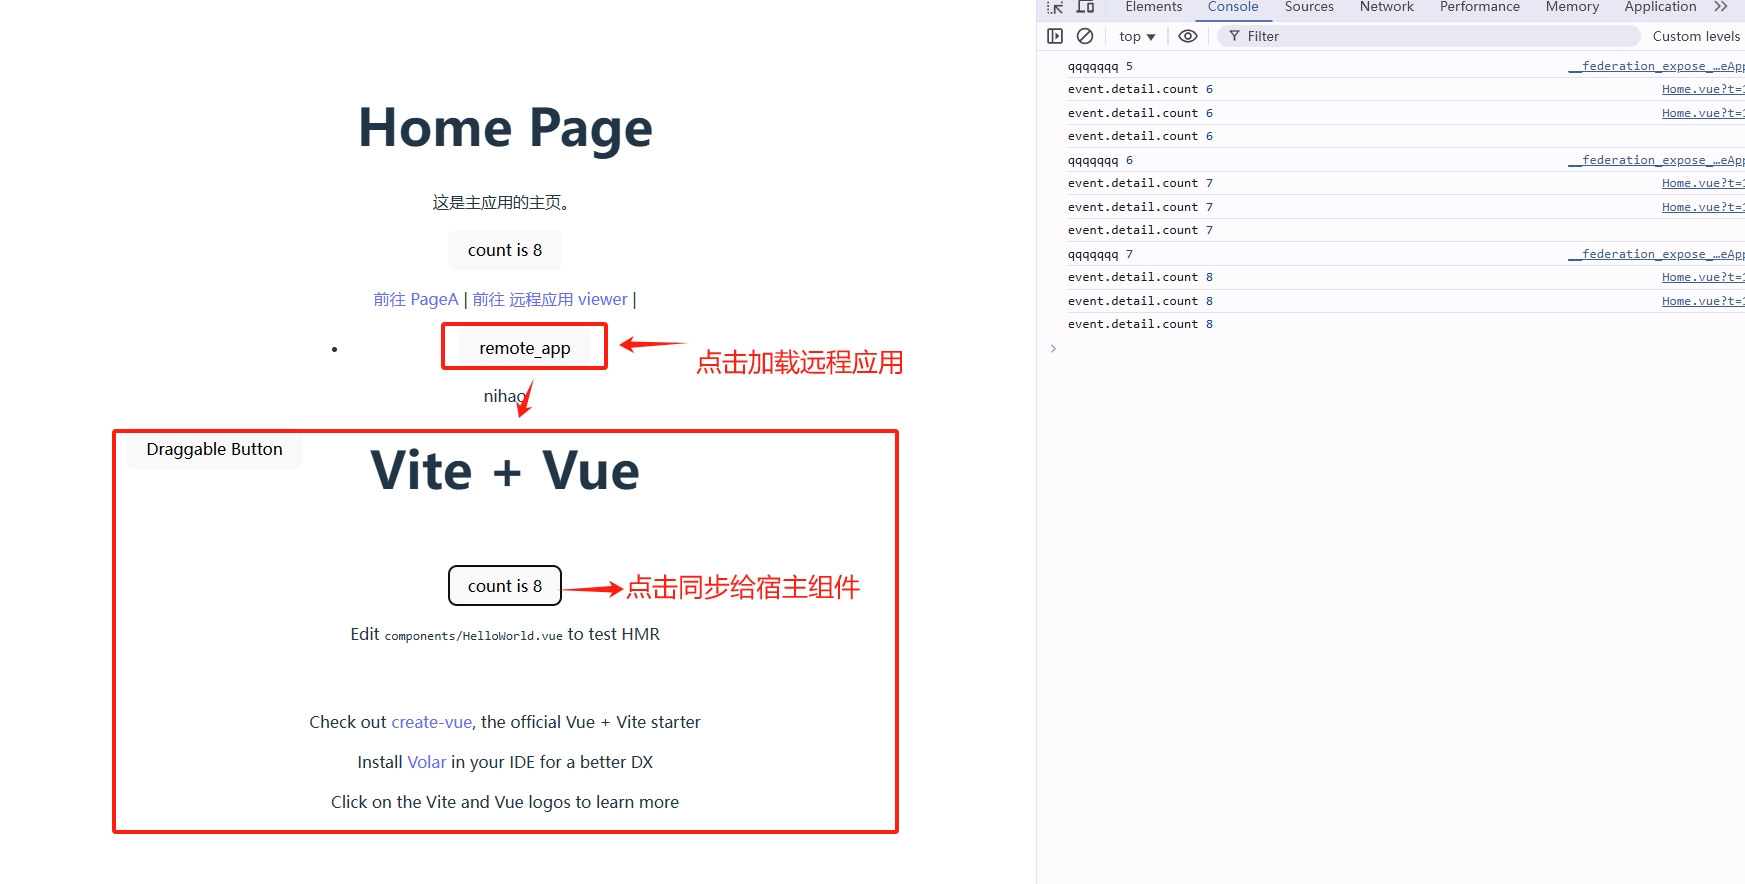 Elements Console Sources Network Performance Memory Application
top Filter Custom levels
Home Page
这是主应用的主页。
count is 8
前往 PageA | 前往 远程应用 viewer |
remote_app
点击加载远程应用
nihao
Draggable Button
Vite + Vue
count is 8
点击同步给宿主组件
Edit components/HelloWorld.vue to test HMR
Check out create-vue, the official Vue + Vite starter
Install Volar in your IDE for a better DX
Click on the Vite and Vue logos to learn more
qqqqqqq 5 __federation_expose_…eApp
event.detail.count 6 Home.vue?t=1
event.detail.count 6 Home.vue?t=1
event.detail.count 6
qqqqqqq 6 __federation_expose_…eApp
event.detail.count 7 Home.vue?t=1
event.detail.count 7 Home.vue?t=1
event.detail.count 7
qqqqqqq 7 __federation_expose_…eApp
event.detail.count 8 Home.vue?t=1
event.detail.count 8 Home.vue?t=1
event.detail.count 8